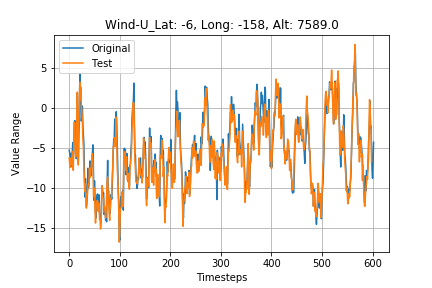 Wind-U_Lat: -6, Long: -158, Alt: 7589.0
Original
Test
Value Range
5
0
−5
−10
−15
0
100
200
300
400
500
600
Timesteps